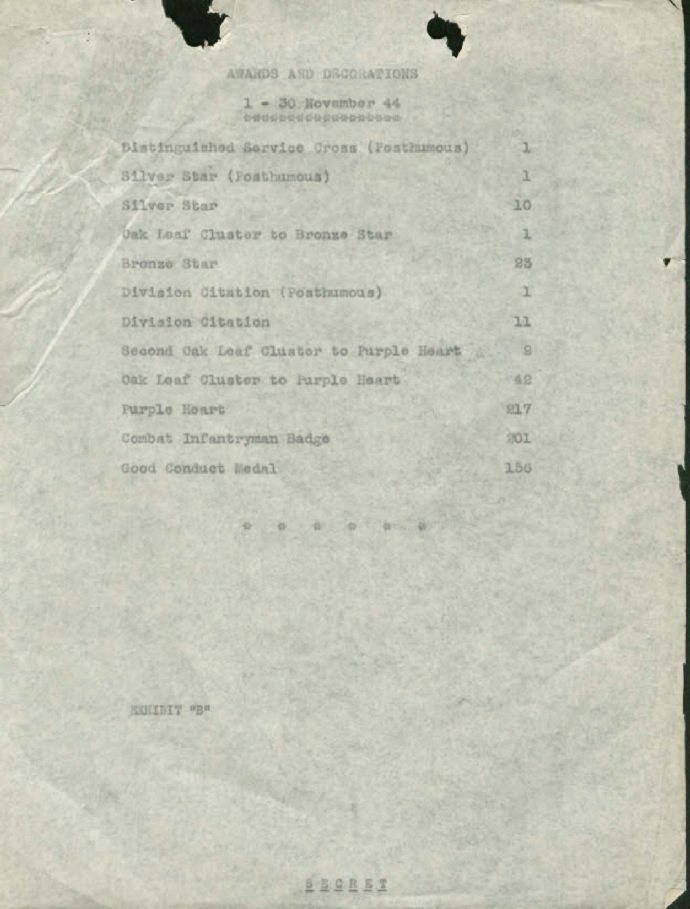 AWARDS AND DECORATIONS
1 - 30 November 44
Distinguished Service Cross (Posthumous) 1
Silver Star (Posthumous) 1
Silver Star 10
Oak Leaf Cluster to Bronze Star 1
Bronze Star 23
Division Citation (Posthumous) 1
Division Citation 11
Second Oak Leaf Cluster to Purple Heart
Oak Leaf Cluster to Purple Heart 42
Purple Heart 217
Combat Infantryman Badge 201
Good Conduct Medal 156
* * * * * *
EXHIBIT "B"
SECRET